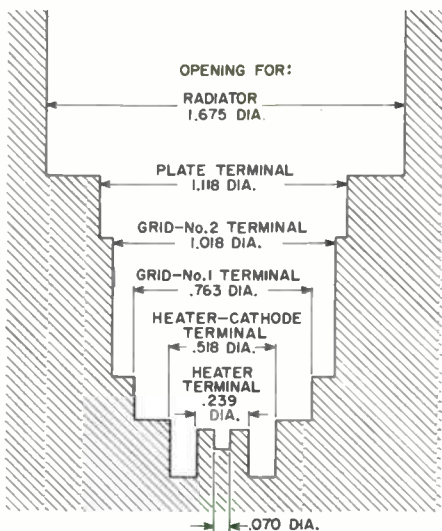 OPENING FOR:
RADIATOR
1.675 DIA.
PLATE TERMINAL
1.118 DIA.
GRID-No.2 TERMINAL
1.018 DIA.
GRID-No.1 TERMINAL
.763 DIA.
HEATER-CATHODE
TERMINAL
.518 DIA.
HEATER
TERMINAL
.239
DIA.
.070 DIA.